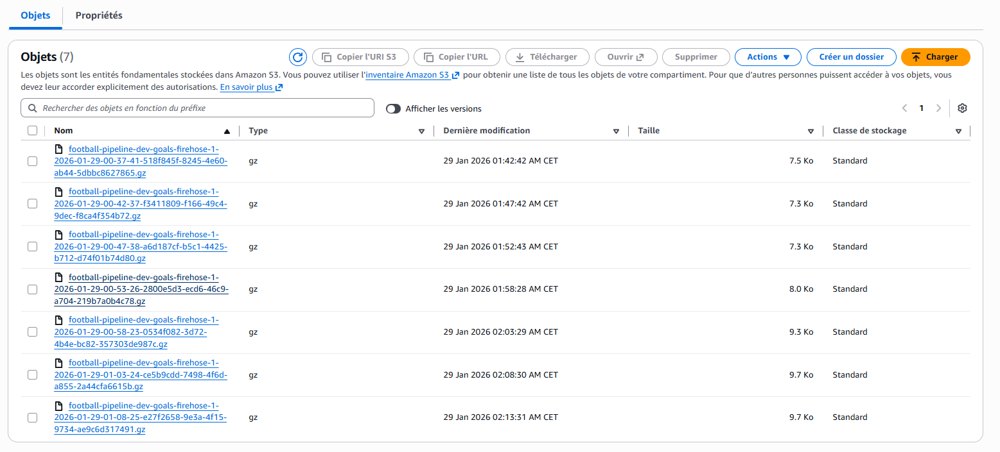 Objets
Propriétés
Objets (7)
Copier l'URI S3
Copier l'URL
Télécharger
Ouvrir
Supprimer
Actions
Créer un dossier
Charger
Les objets sont les entités fondamentales stockées dans Amazon S3. Vous pouvez utiliser l’inventaire Amazon S3 pour obtenir une liste de tous les objets de votre compartiment. Pour que d’autres personnes puissent accéder à vos objets, vous
devez leur accorder explicitement des autorisations. En savoir plus
Rechercher des objets en fonction du préfixe
Afficher les versions
1
Nom
Type
Dernière modification
Taille
Classe de stockage
football-pipeline-dev-goals-firehose-1-
2026-01-29-00-37-41-518f845f-8245-4e60-
ab44-5dbbc8627865.gz
gz
29 Jan 2026 01:42:42 AM CET
7.5 Ko
Standard
football-pipeline-dev-goals-firehose-1-
2026-01-29-00-42-37-f3411809-f166-49c4-
9dec-f8ca4f354b72.gz
gz
29 Jan 2026 01:47:42 AM CET
7.3 Ko
Standard
football-pipeline-dev-goals-firehose-1-
2026-01-29-00-47-38-a6d187cf-b5c1-4425-
b712-d74f01b74d80.gz
gz
29 Jan 2026 01:52:43 AM CET
7.3 Ko
Standard
football-pipeline-dev-goals-firehose-1-
2026-01-29-00-53-26-2800e5d3-ecd6-46c9-
a704-219b7a0b4c78.gz
gz
29 Jan 2026 01:58:28 AM CET
8.0 Ko
Standard
football-pipeline-dev-goals-firehose-1-
2026-01-29-00-58-23-0534f082-3d72-
4b4e-bc82-357303de987c.gz
gz
29 Jan 2026 02:03:29 AM CET
9.3 Ko
Standard
football-pipeline-dev-goals-firehose-1-
2026-01-29-01-03-24-ce5b9cdd-7498-4f6d-
a855-2a44cfa6615b.gz
gz
29 Jan 2026 02:08:30 AM CET
9.7 Ko
Standard
football-pipeline-dev-goals-firehose-1-
2026-01-29-01-08-25-e27f2658-9e3a-4f15-
9734-ae9c6d317491.gz
gz
29 Jan 2026 02:13:31 AM CET
9.7 Ko
Standard